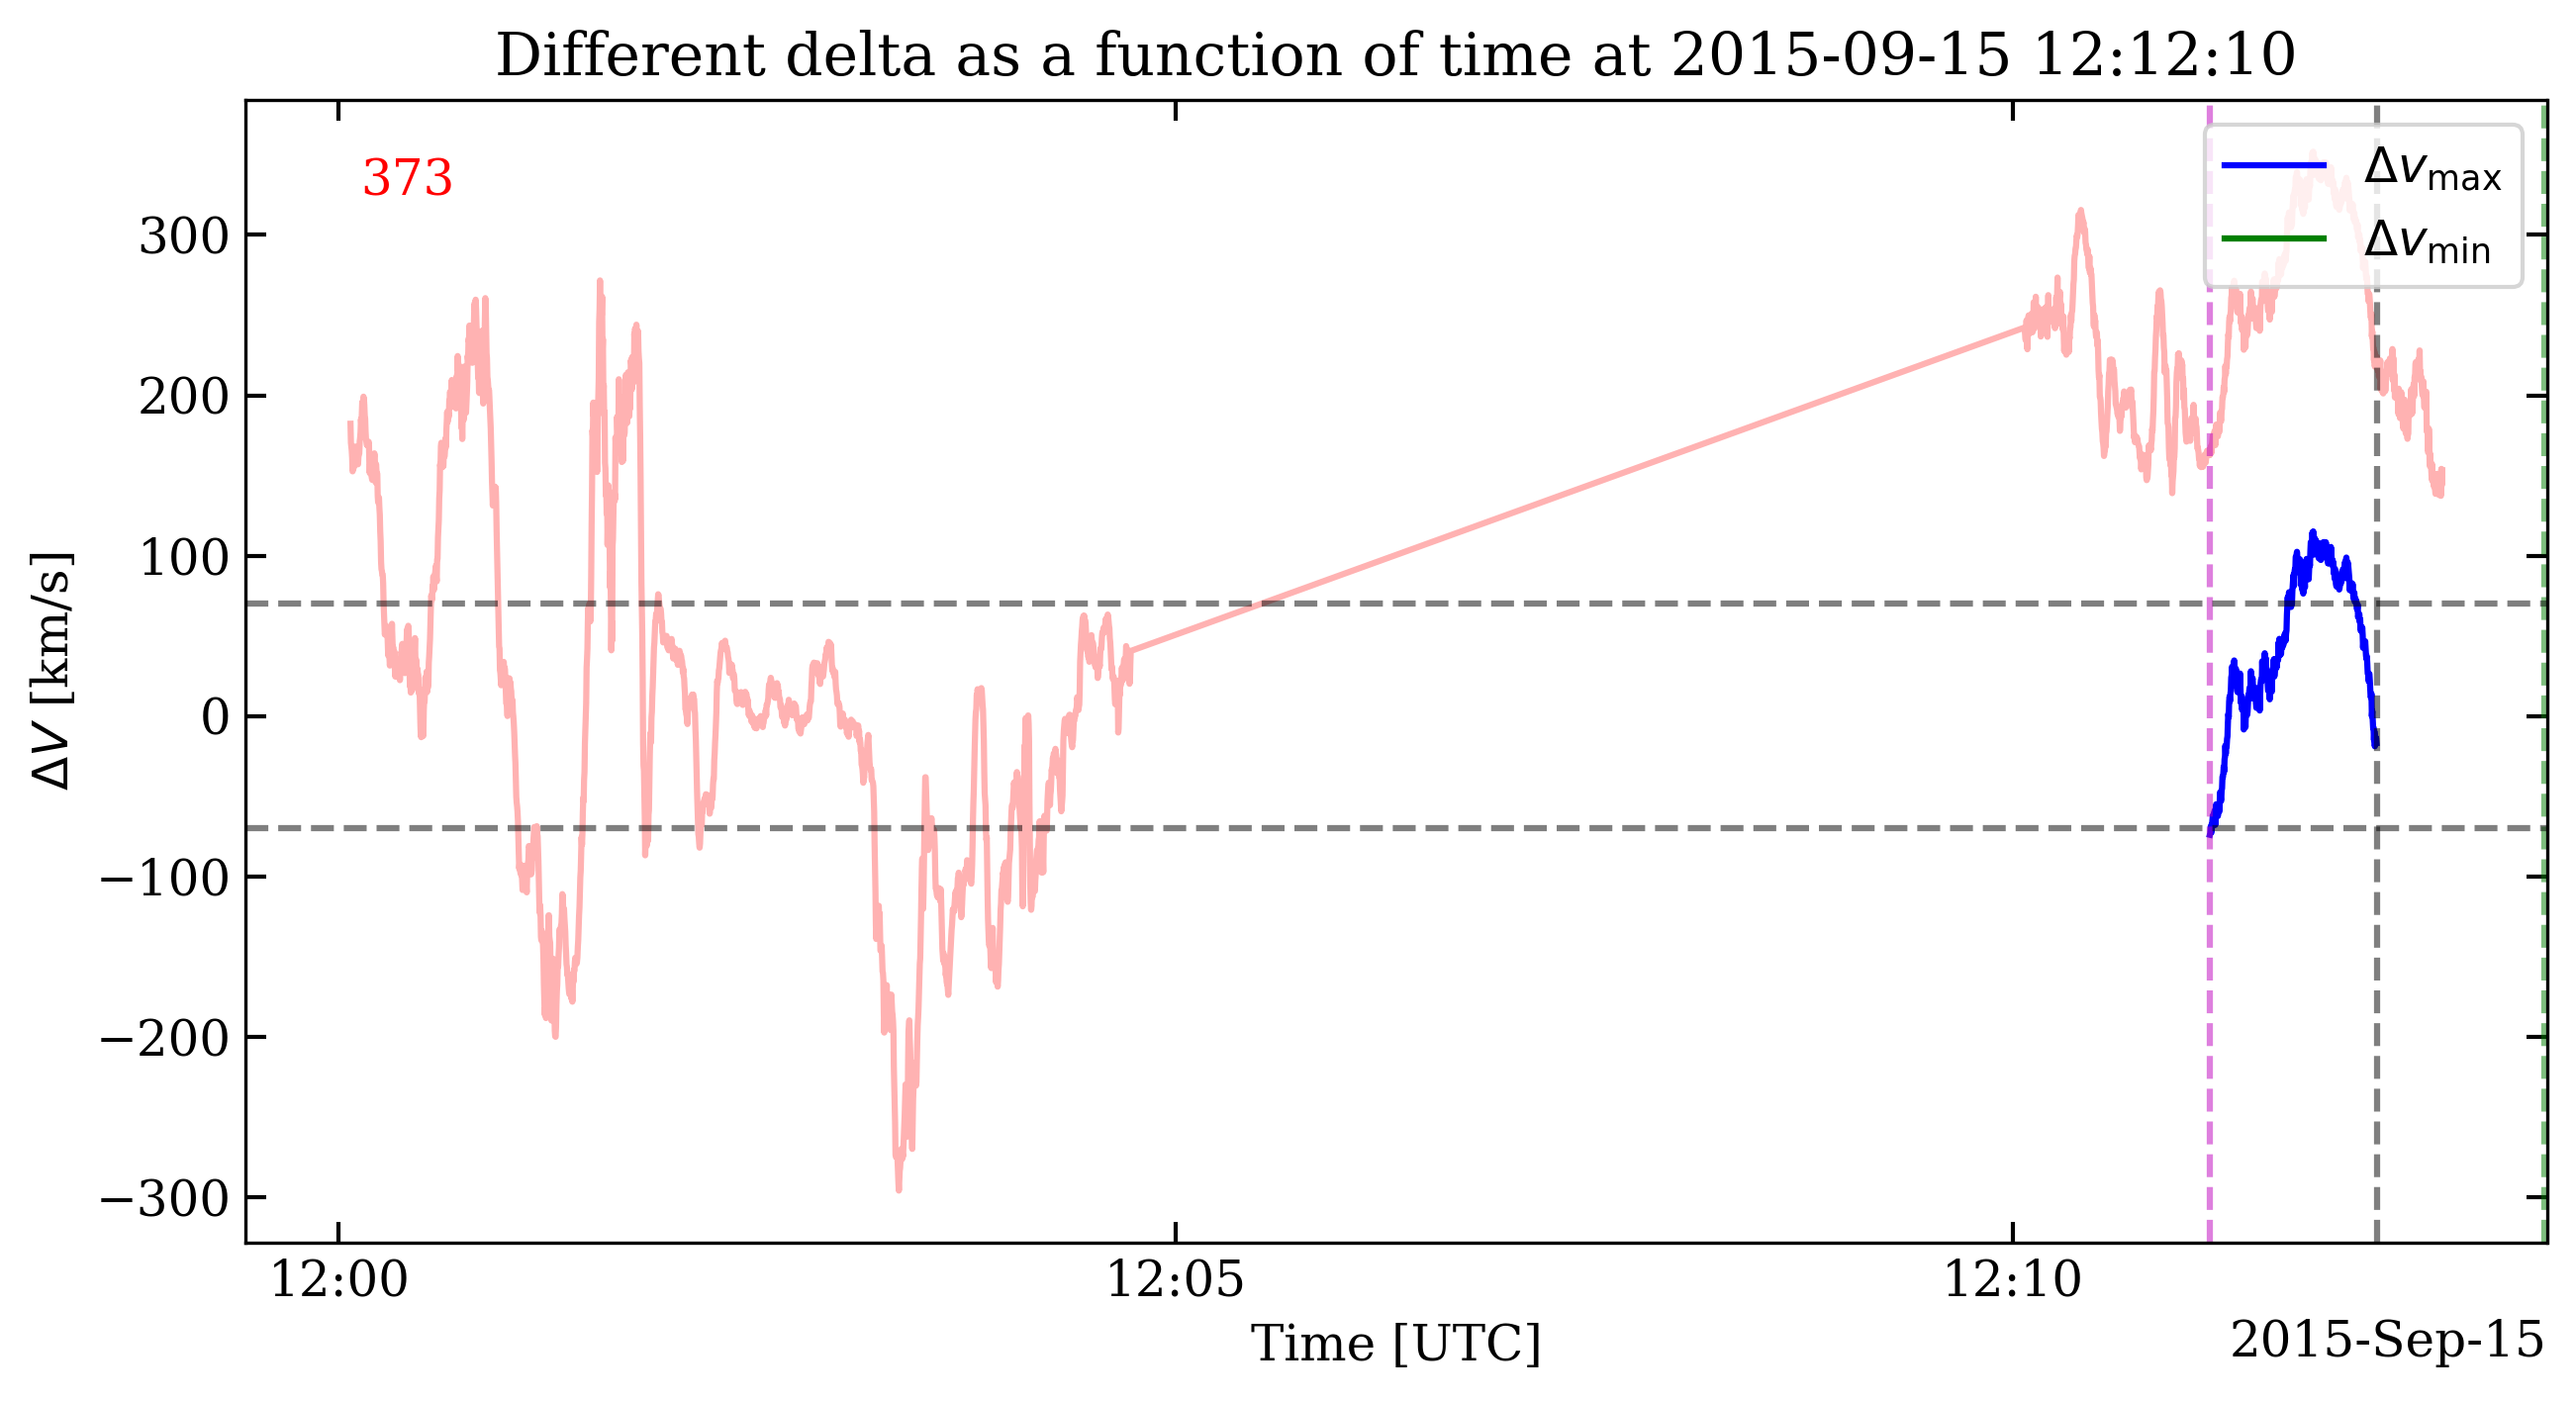 Different delta as a function of time at 2015-09-15 12:12:10
373
Δv_max
Δv_min
300
200
100
0
−100
−200
−300
ΔV [km/s]
12:00
12:05
12:10
Time [UTC]
2015-Sep-15